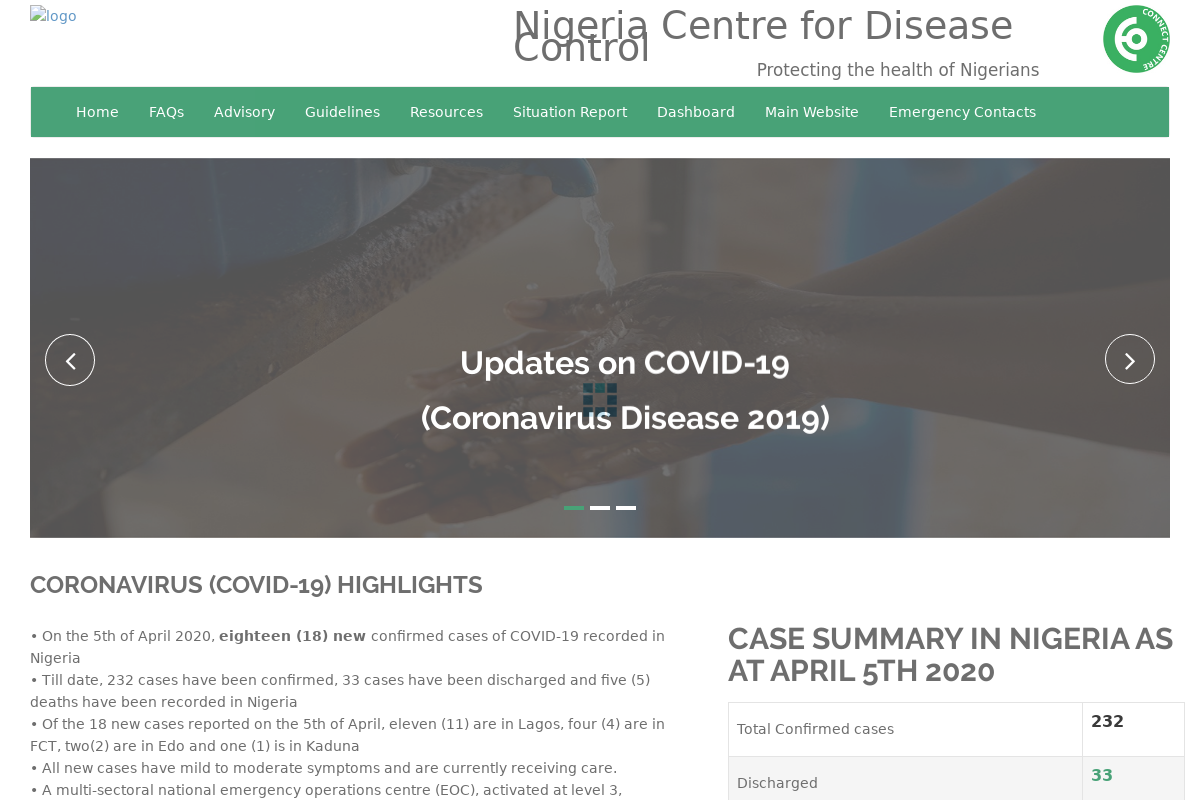 logo
Nigeria Centre for Disease
Control
Protecting the health of Nigerians
CONNECT CENTRE
Home FAQs Advisory Guidelines Resources Situation Report Dashboard Main Website Emergency Contacts
Updates on COVID-19
(Coronavirus Disease 2019)
CORONAVIRUS (COVID-19) HIGHLIGHTS
• On the 5th of April 2020, eighteen (18) new confirmed cases of COVID-19 recorded in
Nigeria
• Till date, 232 cases have been confirmed, 33 cases have been discharged and five (5)
deaths have been recorded in Nigeria
• Of the 18 new cases reported on the 5th of April, eleven (11) are in Lagos, four (4) are in
FCT, two(2) are in Edo and one (1) is in Kaduna
• All new cases have mild to moderate symptoms and are currently receiving care.
• A multi-sectoral national emergency operations centre (EOC), activated at level 3,
CASE SUMMARY IN NIGERIA AS
AT APRIL 5TH 2020
Total Confirmed cases 232
Discharged 33